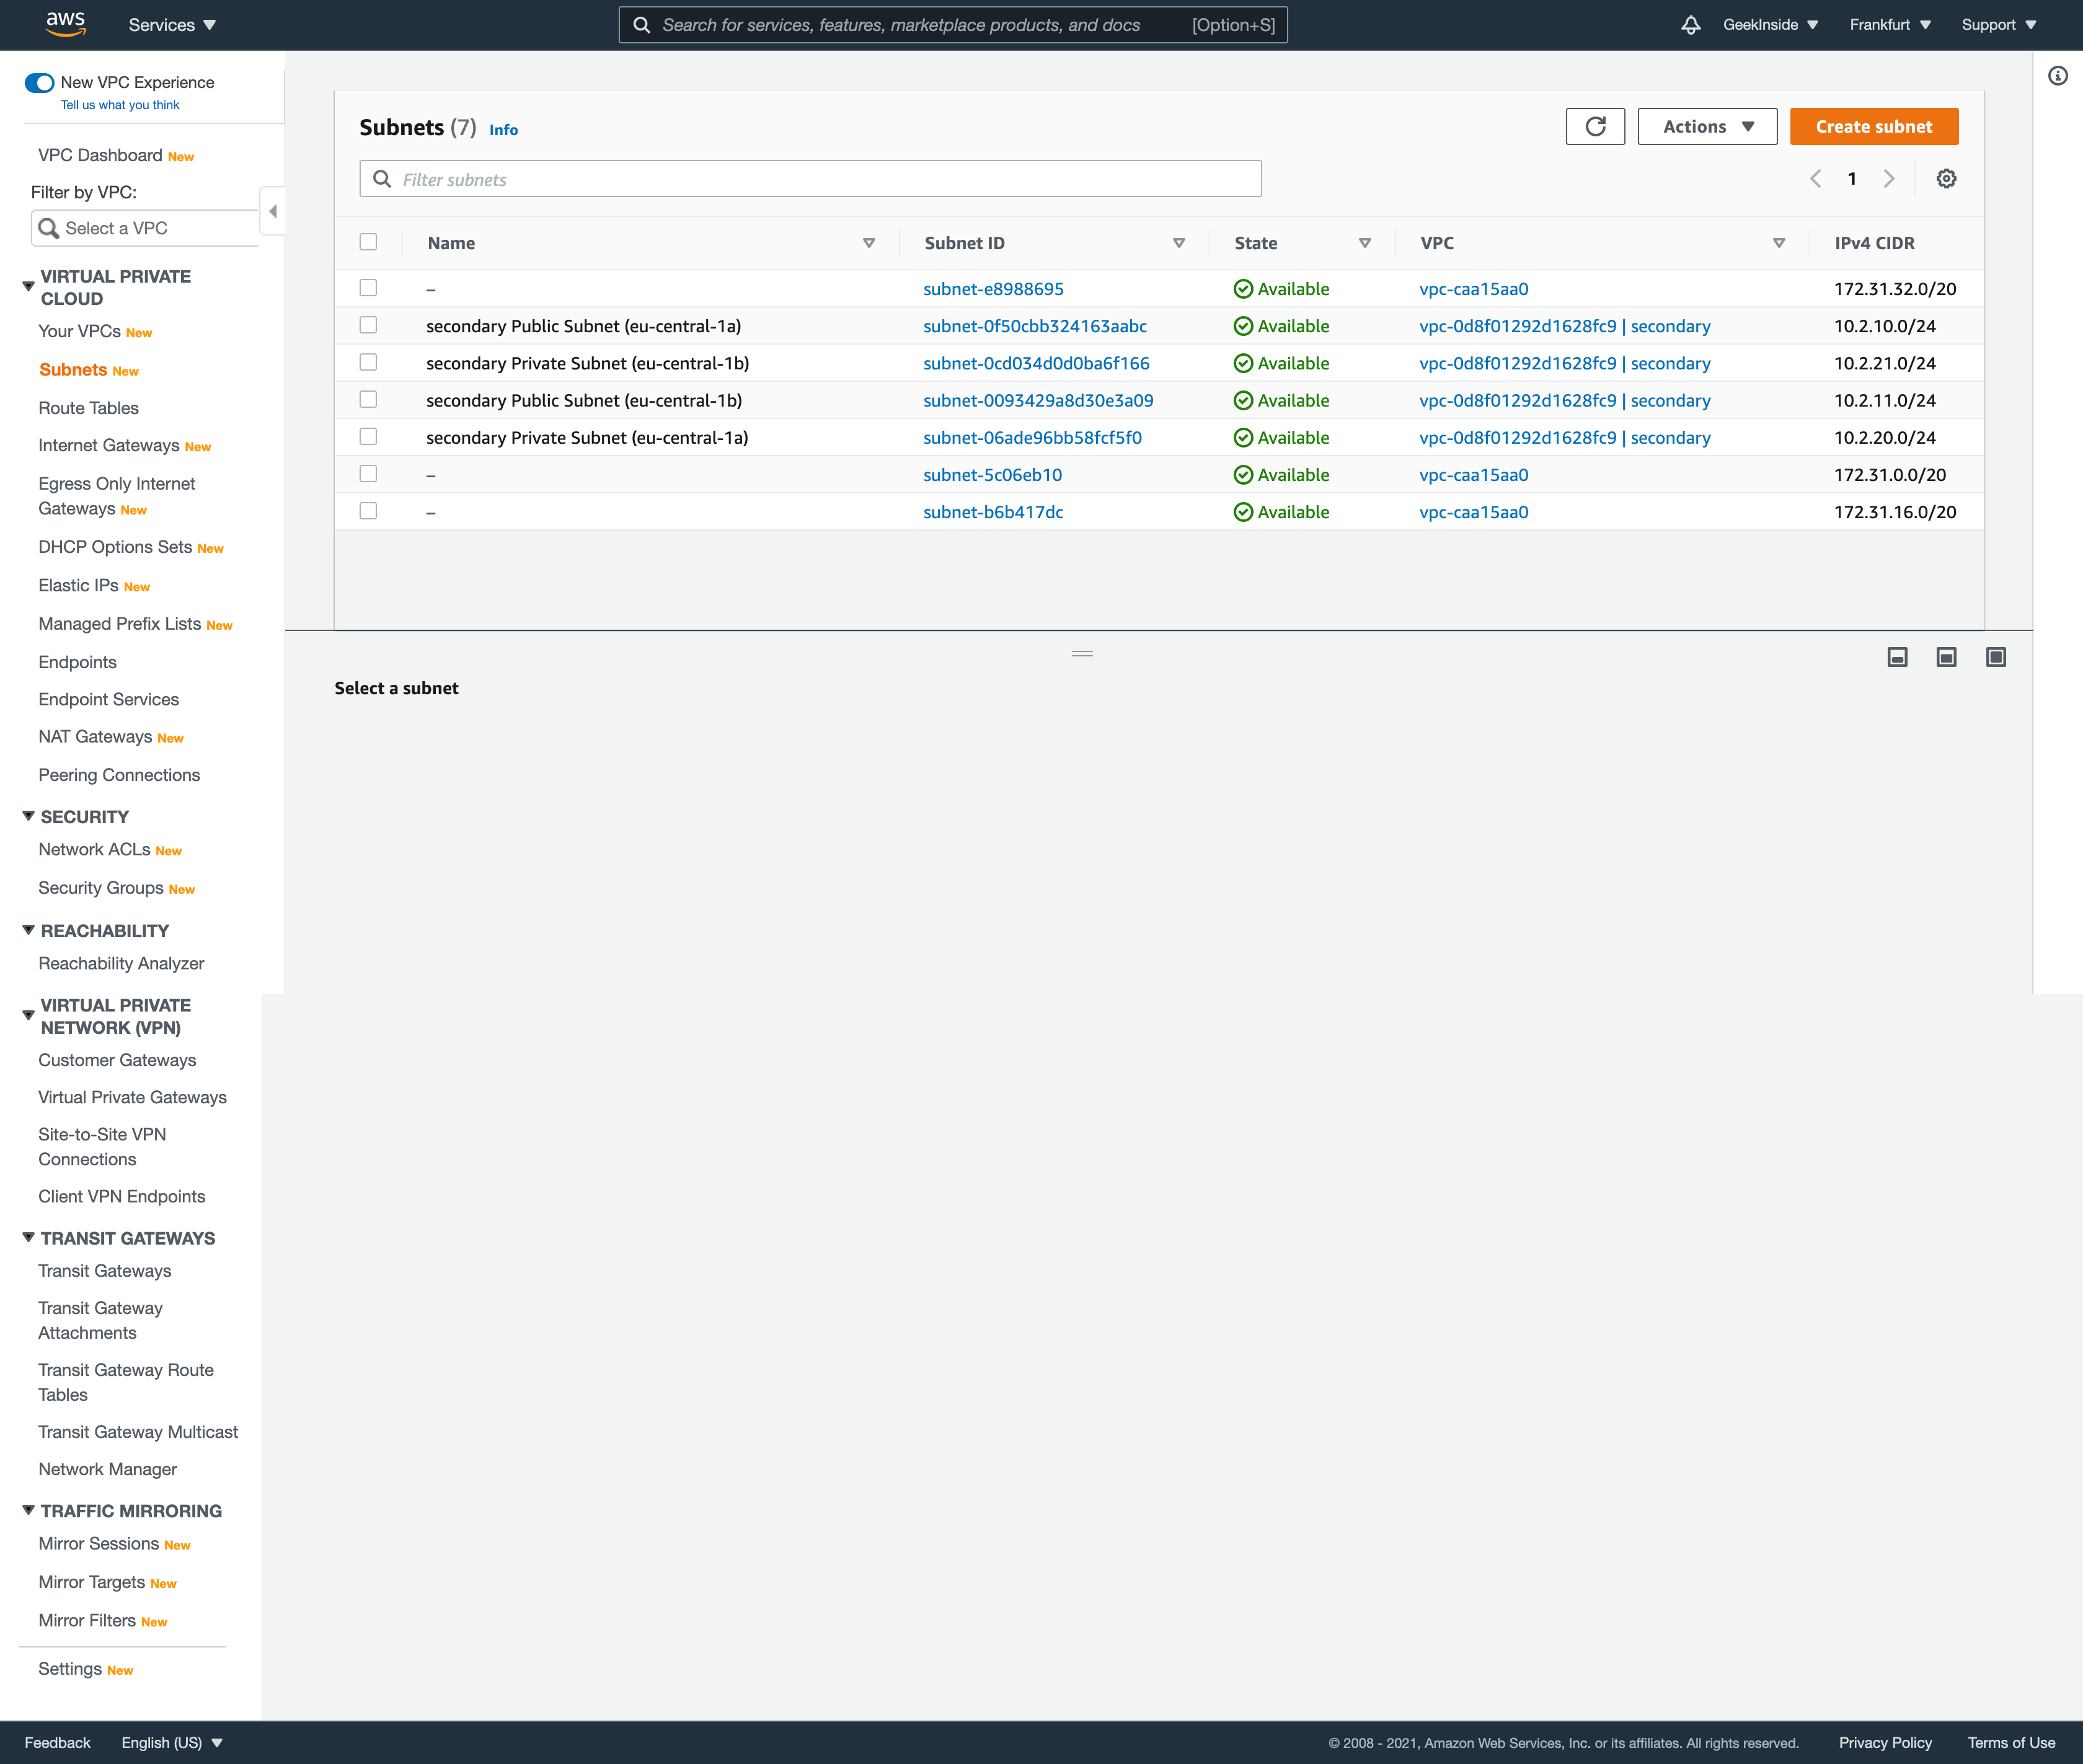 aws
Services
Search for services, features, marketplace products, and docs
[Option+S]
GeekInside
Frankfurt
Support
New VPC Experience
Tell us what you think
VPC Dashboard New
Filter by VPC:
Select a VPC
VIRTUAL PRIVATE
CLOUD
Your VPCs New
Subnets New
Route Tables
Internet Gateways New
Egress Only Internet
Gateways New
DHCP Options Sets New
Elastic IPs New
Managed Prefix Lists New
Endpoints
Endpoint Services
NAT Gateways New
Peering Connections
SECURITY
Network ACLs New
Security Groups New
REACHABILITY
Reachability Analyzer
VIRTUAL PRIVATE
NETWORK (VPN)
Customer Gateways
Virtual Private Gateways
Site-to-Site VPN
Connections
Client VPN Endpoints
TRANSIT GATEWAYS
Transit Gateways
Transit Gateway
Attachments
Transit Gateway Route
Tables
Transit Gateway Multicast
Network Manager
TRAFFIC MIRRORING
Mirror Sessions New
Mirror Targets New
Mirror Filters New
Settings New
Subnets (7) Info
Actions
Create subnet
Filter subnets
1
Name Subnet ID State VPC IPv4 CIDR
– subnet-e8988695 Available vpc-caa15aa0 172.31.32.0/20
secondary Public Subnet (eu-central-1a) subnet-0f50cbb324163aabc Available vpc-0d8f01292d1628fc9 | secondary 10.2.10.0/24
secondary Private Subnet (eu-central-1b) subnet-0cd034d0d0ba6f166 Available vpc-0d8f01292d1628fc9 | secondary 10.2.21.0/24
secondary Public Subnet (eu-central-1b) subnet-0093429a8d30e3a09 Available vpc-0d8f01292d1628fc9 | secondary 10.2.11.0/24
secondary Private Subnet (eu-central-1a) subnet-06ade96bb58fcf5f0 Available vpc-0d8f01292d1628fc9 | secondary 10.2.20.0/24
– subnet-5c06eb10 Available vpc-caa15aa0 172.31.0.0/20
– subnet-b6b417dc Available vpc-caa15aa0 172.31.16.0/20
Select a subnet
Feedback
English (US)
© 2008 - 2021, Amazon Web Services, Inc. or its affiliates. All rights reserved.
Privacy Policy
Terms of Use